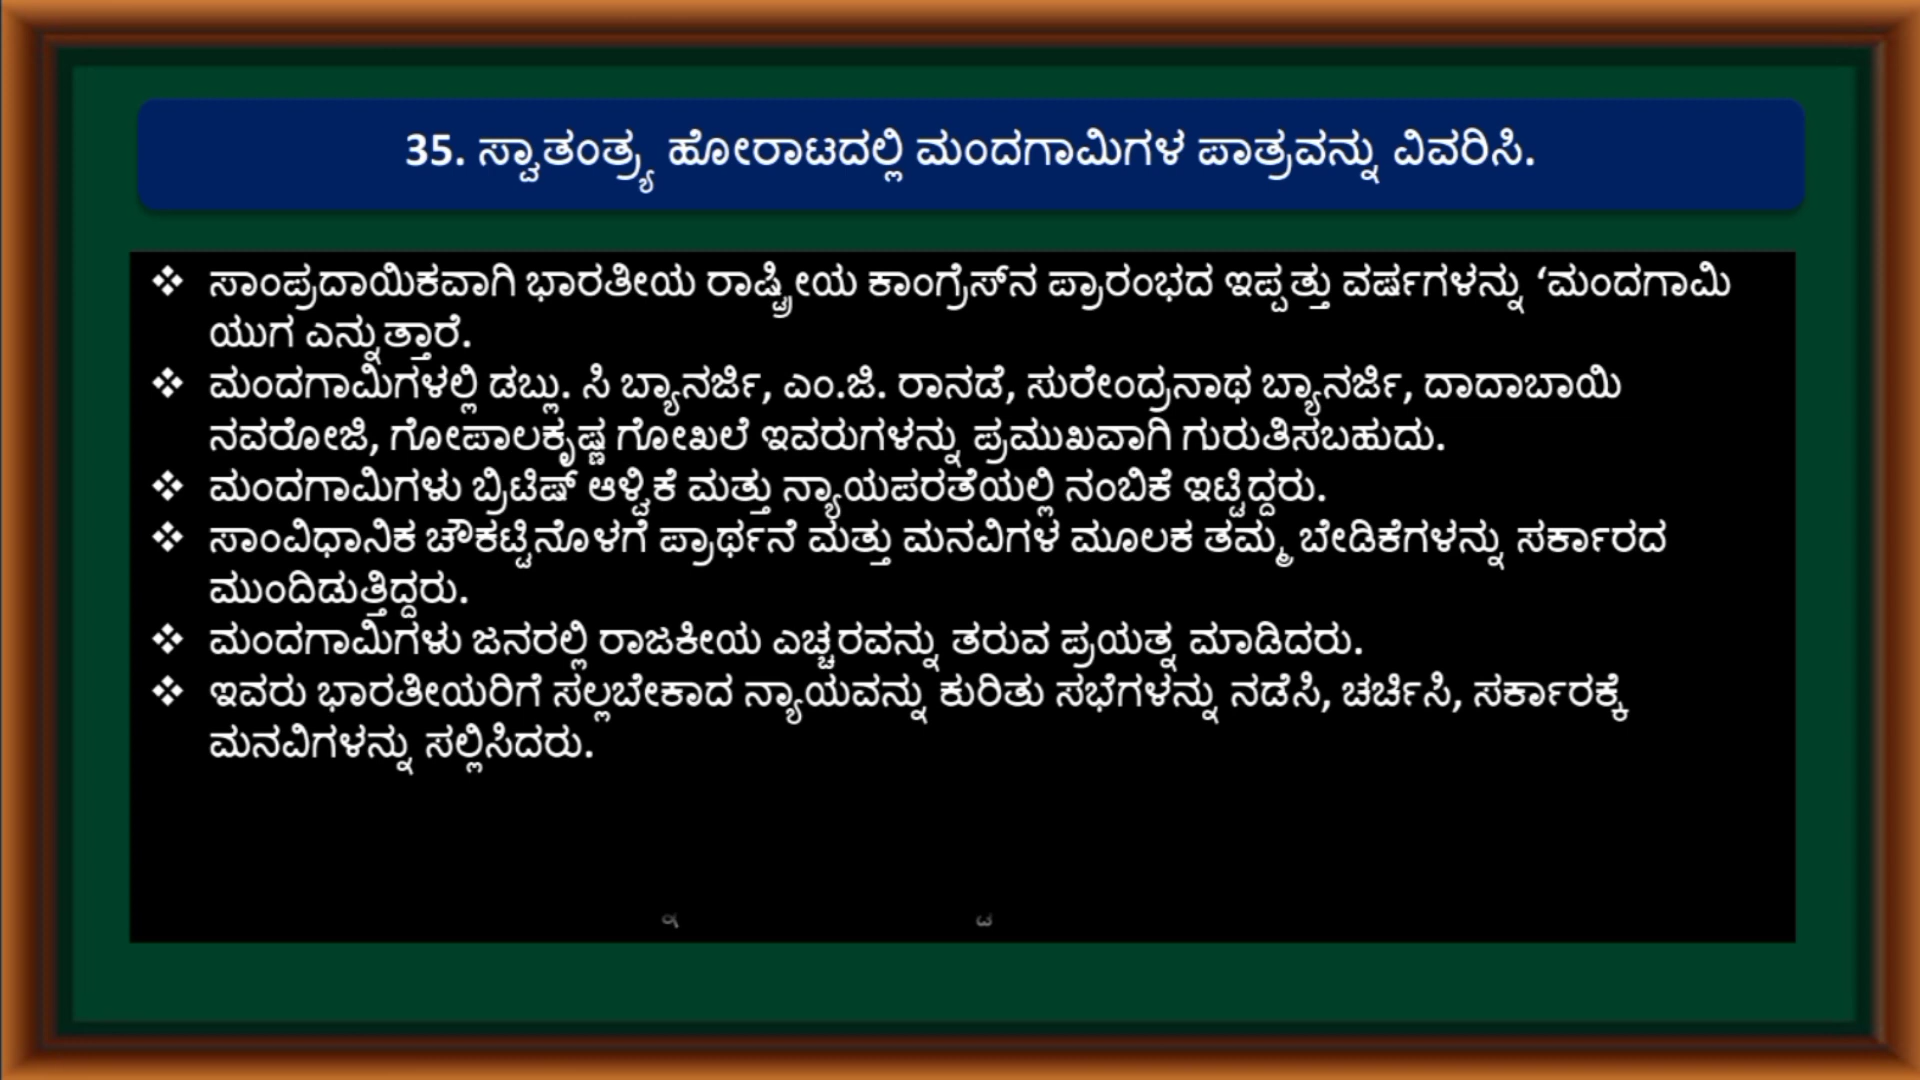 35. ಸ್ವಾತಂತ್ರ್ಯ ಹೋರಾಟದಲ್ಲಿ ಮಂದಗಾಮಿಗಳ ಪಾತ್ರವನ್ನು ವಿವರಿಸಿ.
❖ ಸಾಂಪ್ರದಾಯಿಕವಾಗಿ ಭಾರತೀಯ ರಾಷ್ಟ್ರೀಯ ಕಾಂಗ್ರೆಸ್‌ನ ಪ್ರಾರಂಭದ ಇಪ್ಪತ್ತು ವರ್ಷಗಳನ್ನು ‘ಮಂದಗಾಮಿ
ಯುಗ ಎನ್ನುತ್ತಾರೆ.
❖ ಮಂದಗಾಮಿಗಳಲ್ಲಿ ಡಬ್ಲು. ಸಿ ಬ್ಯಾನರ್ಜಿ, ಎಂ.ಜಿ. ರಾನಡೆ, ಸುರೇಂದ್ರನಾಥ ಬ್ಯಾನರ್ಜಿ, ದಾದಾಬಾಯಿ
ನವರೋಜಿ, ಗೋಪಾಲಕೃಷ್ಣ ಗೋಖಲೆ ಇವರುಗಳನ್ನು ಪ್ರಮುಖವಾಗಿ ಗುರುತಿಸಬಹುದು.
❖ ಮಂದಗಾಮಿಗಳು ಬ್ರಿಟಿಷ್ ಆಳ್ವಿಕೆ ಮತ್ತು ನ್ಯಾಯಪರತೆಯಲ್ಲಿ ನಂಬಿಕೆ ಇಟ್ಟಿದ್ದರು.
❖ ಸಾಂವಿಧಾನಿಕ ಚೌಕಟ್ಟಿನೊಳಗೆ ಪ್ರಾರ್ಥನೆ ಮತ್ತು ಮನವಿಗಳ ಮೂಲಕ ತಮ್ಮ ಬೇಡಿಕೆಗಳನ್ನು ಸರ್ಕಾರದ
ಮುಂದಿಡುತ್ತಿದ್ದರು.
❖ ಮಂದಗಾಮಿಗಳು ಜನರಲ್ಲಿ ರಾಜಕೀಯ ಎಚ್ಚರವನ್ನು ತರುವ ಪ್ರಯತ್ನ ಮಾಡಿದರು.
❖ ಇವರು ಭಾರತೀಯರಿಗೆ ಸಲ್ಲಬೇಕಾದ ನ್ಯಾಯವನ್ನು ಕುರಿತು ಸಭೆಗಳನ್ನು ನಡೆಸಿ, ಚರ್ಚಿಸಿ, ಸರ್ಕಾರಕ್ಕೆ
ಮನವಿಗಳನ್ನು ಸಲ್ಲಿಸಿದರು.